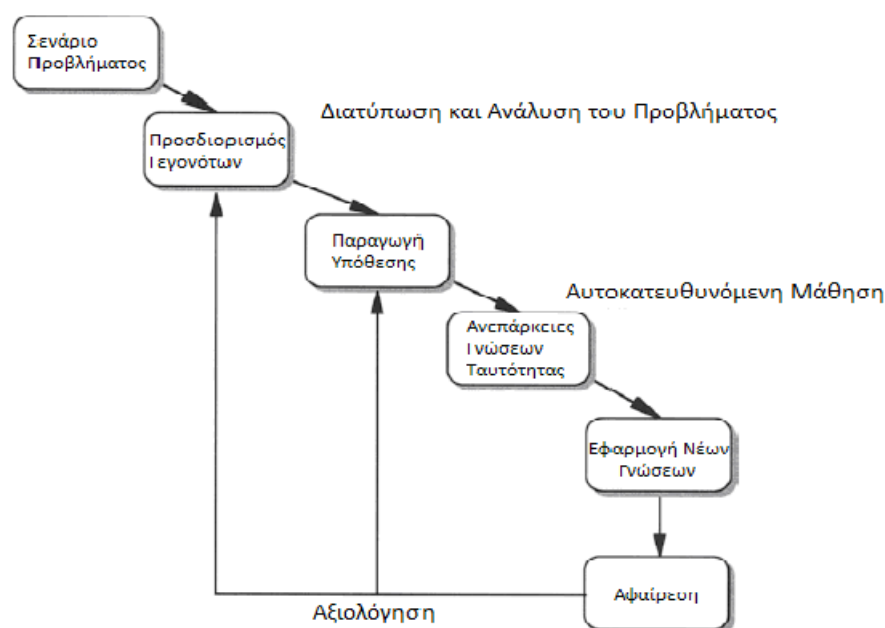 Σενάριο
Προβλήματος
Διατύπωση και Ανάλυση του Προβλήματος
Προσδιορισμός
Γεγονότων
Παραγωγή
Υπόθεσης
Αυτοκατευθυνόμενη Μάθηση
Ανεπάρκειες
Γνώσεων
Ταυτότητας
Εφαρμογή Νέων
Γνώσεων
Αφαίρεση
Αξιολόγηση